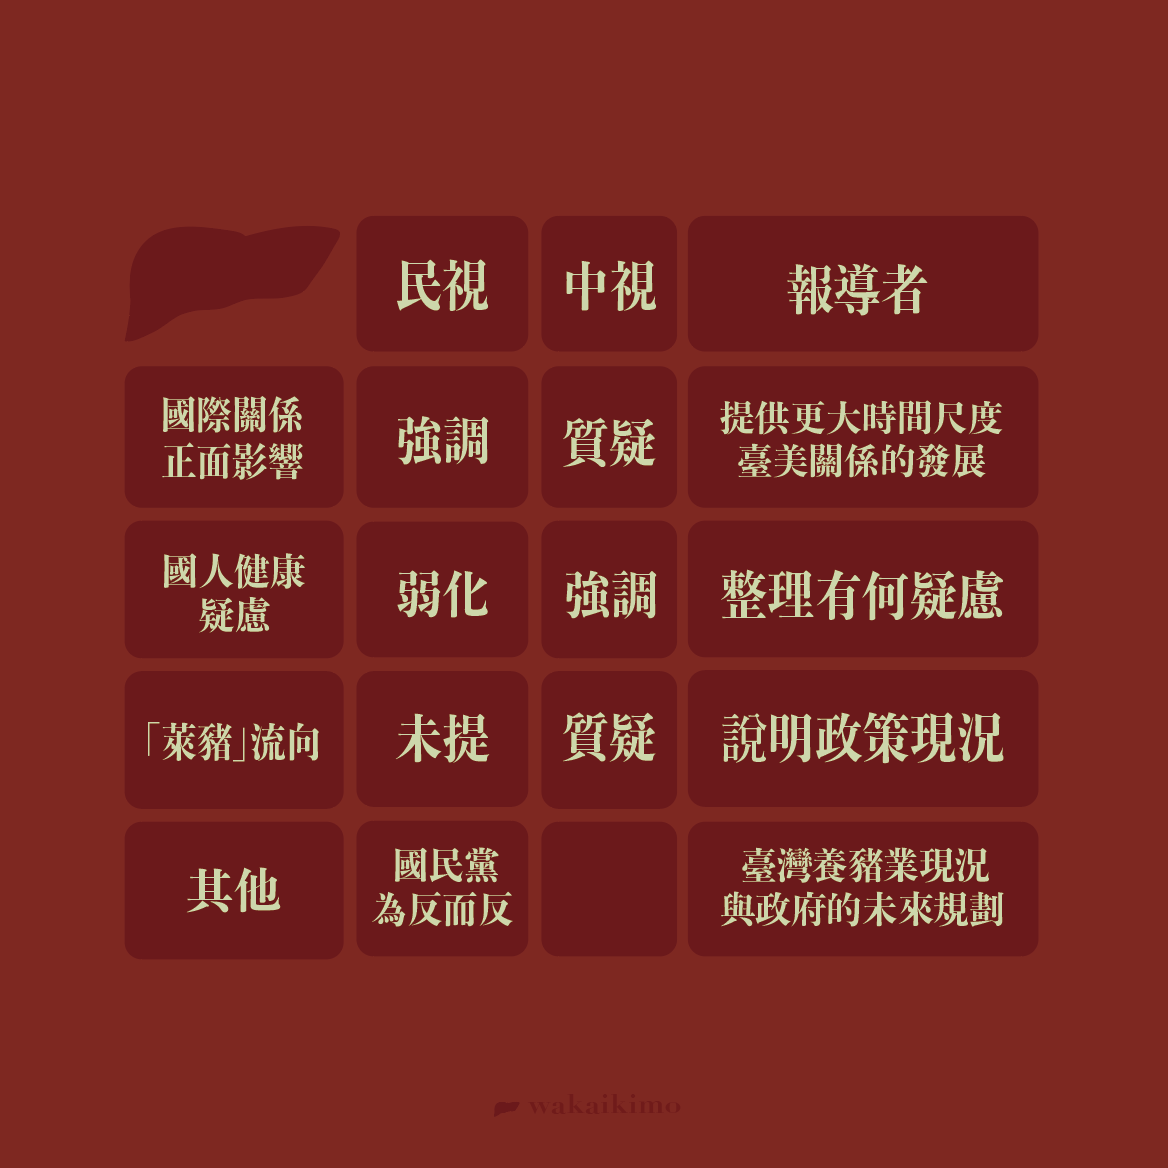 民視
中視
報導者
國際關係
正面影響
強調
質疑
提供更大時間尺度
臺美關係的發展
國人健康
疑慮
弱化
強調
整理有何疑慮
「萊豬」流向
未提
質疑
說明政策現況
其他
國民黨
為反而反
臺灣養豬業現況
與政府的未來規劃
wakaikimo